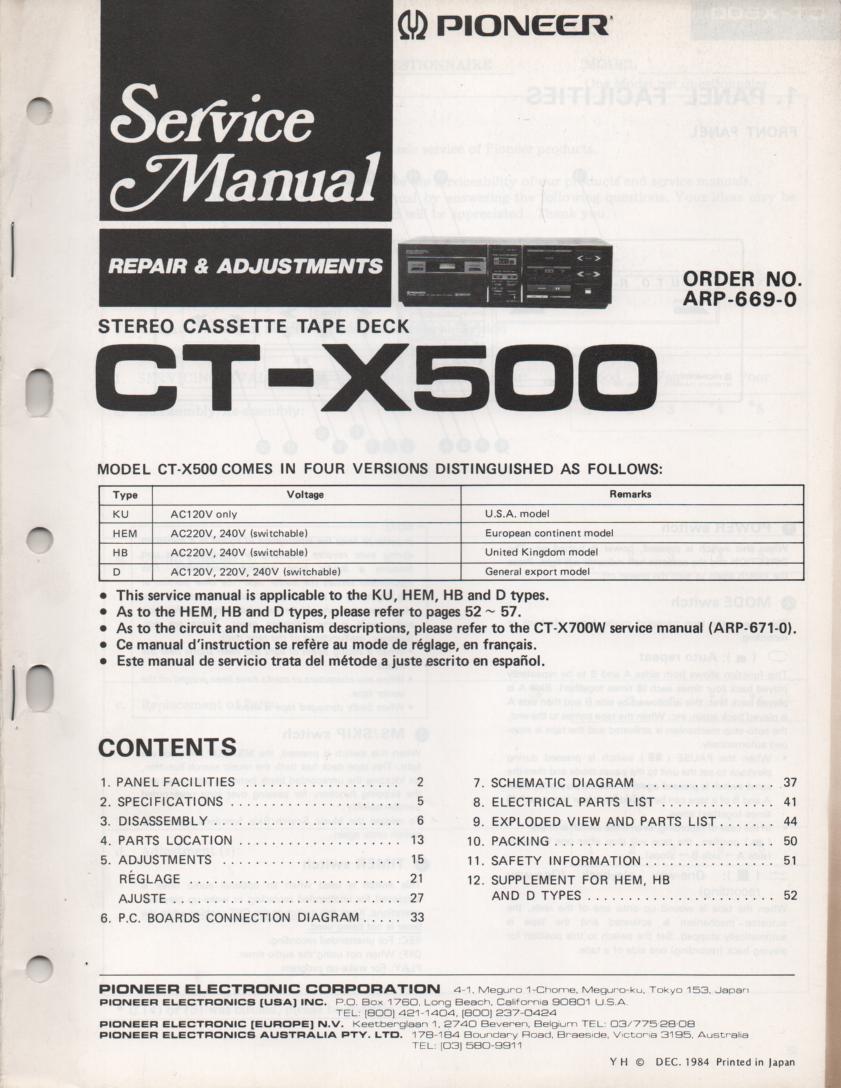 PIONEER
Service
Manual
REPAIR & ADJUSTMENTS
ORDER NO.
ARP-669-0
STEREO CASSETTE TAPE DECK
CT-X500
MODEL CT-X500 COMES IN FOUR VERSIONS DISTINGUISHED AS FOLLOWS:
Type Voltage Remarks
KU AC120V only U.S.A. model
HEM AC220V, 240V (switchable) European continent model
HB AC220V, 240V (switchable) United Kingdom model
D AC120V, 220V, 240V (switchable) General export model
• This service manual is applicable to the KU, HEM, HB and D types.
• As to the HEM, HB and D types, please refer to pages 52 ~ 57.
• As to the circuit and mechanism descriptions, please refer to the CT-X700W service manual (ARP-671-0).
• Ce manual d'instruction se refère au mode de réglage, en français.
• Este manual de servicio trata del métode a juste escrito en español.
CONTENTS
1. PANEL FACILITIES . . . . . . . . . . . . . . . . . . . 2
2. SPECIFICATIONS . . . . . . . . . . . . . . . . . . . . 5
3. DISASSEMBLY . . . . . . . . . . . . . . . . . . . . . . 6
4. PARTS LOCATION . . . . . . . . . . . . . . . . . . . . 13
5. ADJUSTMENTS . . . . . . . . . . . . . . . . . . . . . 15
RÉGLAGE . . . . . . . . . . . . . . . . . . . . . . . . 21
AJUSTE . . . . . . . . . . . . . . . . . . . . . . . . . 27
6. P.C. BOARDS CONNECTION DIAGRAM . . . . . 33
7. SCHEMATIC DIAGRAM . . . . . . . . . . . . . . . . . 37
8. ELECTRICAL PARTS LIST . . . . . . . . . . . . . . 41
9. EXPLODED VIEW AND PARTS LIST . . . . . . . 44
10. PACKING . . . . . . . . . . . . . . . . . . . . . . . . . . 50
11. SAFETY INFORMATION . . . . . . . . . . . . . . . . 51
12. SUPPLEMENT FOR HEM, HB
AND D TYPES . . . . . . . . . . . . . . . . . . . . . . . 52
PIONEER ELECTRONIC CORPORATION 4-1, Meguro 1-Chome, Meguro-ku, Tokyo 153, Japan
PIONEER ELECTRONICS [USA] INC. P.O. Box 1760, Long Beach, California 90801 U.S.A.
TEL: [800] 421-1404, [800] 237-0424
PIONEER ELECTRONIC [EUROPE] N.V. Keetberglaan 1, 2740 Beveren, Belgium TEL: 03/775·28·08
PIONEER ELECTRONICS AUSTRALIA PTY. LTD. 178-184 Boundary Road, Braeside, Victoria 3195, Australia
TEL: [03] 580-9911
Y H © DEC. 1984 Printed in Japan